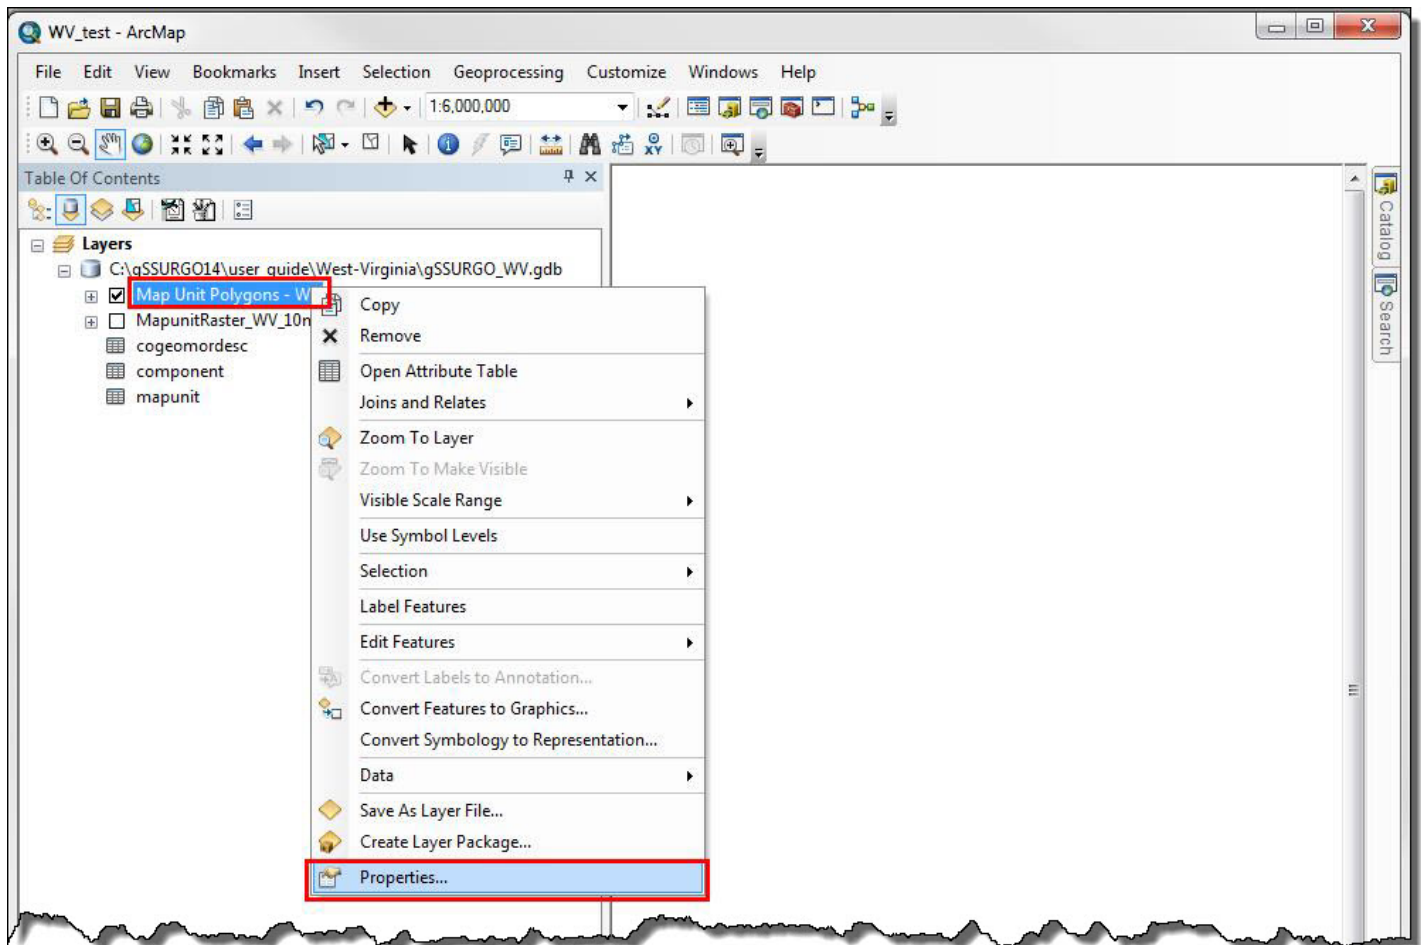 WV_test - ArcMap
File Edit View Bookmarks Insert Selection Geoprocessing Customize Windows Help
1:6,000,000
XY
Table Of Contents
Layers
C:\gSSURGO14\user_guide\West-Virginia\gSSURGO_WV.gdb
Map Unit Polygons - W
MapunitRaster_WV_10m
cogeomordesc
component
mapunit
Copy
Remove
Open Attribute Table
Joins and Relates
Zoom To Layer
Zoom To Make Visible
Visible Scale Range
Use Symbol Levels
Selection
Label Features
Edit Features
Convert Labels to Annotation...
Convert Features to Graphics...
Convert Symbology to Representation...
Data
Save As Layer File...
Create Layer Package...
Properties...
Catalog
Search